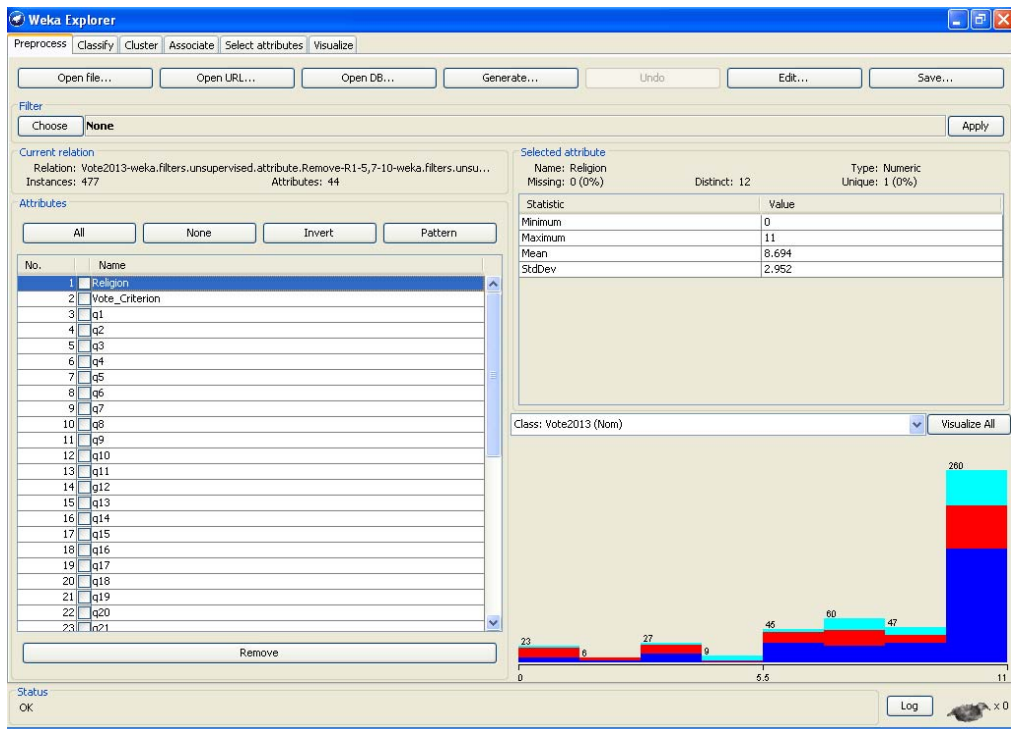 Weka Explorer
Preprocess Classify Cluster Associate Select attributes Visualize
Open file... Open URL... Open DB... Generate... Undo Edit... Save...
Filter
Choose None Apply
Current relation
Relation: Vote2013-weka.filters.unsupervised.attribute.Remove-R1-5,7-10-weka.filters.unsu...
Instances: 477 Attributes: 44
Attributes
All None Invert Pattern
No. Name
1 Religion
2 Vote_Criterion
3 q1
4 q2
5 q3
6 q4
7 q5
8 q6
9 q7
10 q8
11 q9
12 q10
13 q11
14 g12
15 q13
16 q14
17 q15
18 q16
19 q17
20 q18
21 q19
22 q20
23 q21
Remove
Selected attribute
Name: Religion Type: Numeric
Missing: 0 (0%) Distinct: 12 Unique: 1 (0%)
Statistic Value
Minimum 0
Maximum 11
Mean 8.694
StdDev 2.952
Class: Vote2013 (Nom) Visualize All
260
60
45 47
23 27
6 9
0 5.5 11
Status
OK Log x 0